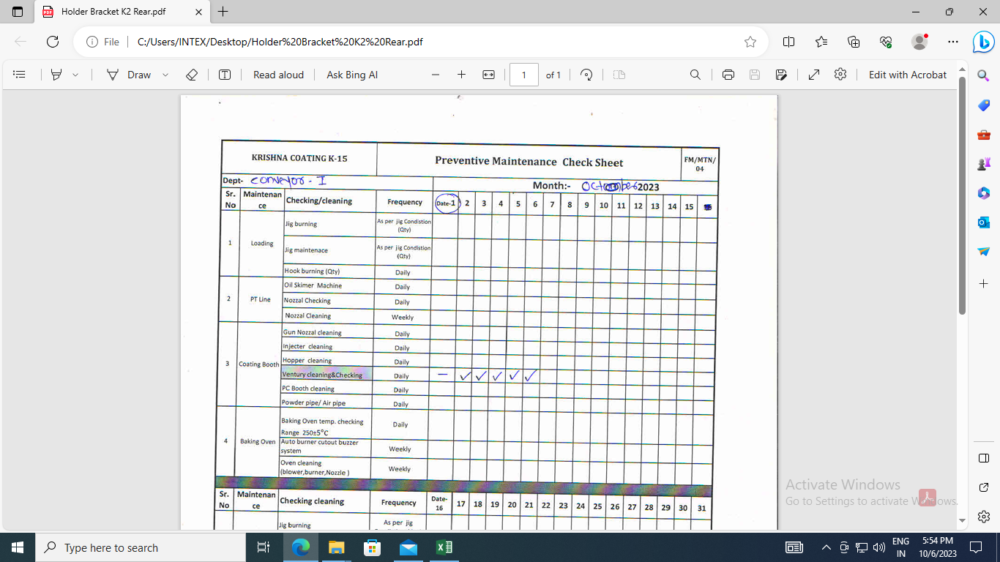 Holder Bracket K2 Rear.pdf
File C:/Users/INTEX/Desktop/Holder%20Bracket%20K2%20Rear.pdf
Draw Read aloud Ask Bing AI 1 of 1 Edit with Acrobat
KRISHNA COATING K-15 Preventive Maintenance Check Sheet FM/MTN/
04
Dept- Conveyor - I Month:- October 2023
Sr. No Maintenan ce Checking/cleaning Frequency Date-1 2 3 4 5 6 7 8 9 10 11 12 13 14 15
1 Loading Jig burning As per jig Condistion (Qty)
Jig maintenace As per jig Condistion (Qty)
Hook burning (Qty) Daily
2 PT Line Oil Skimer Machine Daily
Nozzal Checking Daily
Nozzal Cleaning Weekly
3 Coating Booth Gun Nozzal cleaning Daily
Injecter cleaning Daily
Hopper cleaning Daily
Ventury cleaning&Checking Daily – ✓ ✓ ✓ ✓ ✓
PC Booth cleaning Daily
Powder pipe/ Air pipe Daily
4 Baking Oven Baking Oven temp. checking Range 250±5°C Daily
Auto burner cutout buzzer system Weekly
Oven cleaning (blower,burner,Nozzle ) Weekly
Sr. No Maintenan ce Checking cleaning Frequency Date-16 17 18 19 20 21 22 23 24 25 26 27 28 29 30 31
Jig burning As per jig
Activate Windows
Go to Settings to activate Windows.
Type here to search
ENG 5:54 PM
IN 10/6/2023